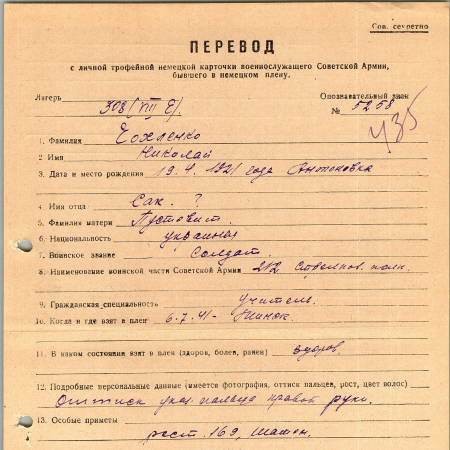 Сов. секретно
ПЕРЕВОД
с личной трофейной немецкой карточки военнослужащего Советской Армии,
бывшего в немецком плену.
Лагерь 308 (VIII E). Опознавательный знак
№ 5258
435
1. Фамилия
2 Имя Николай
3. Дата и место рождения 19.4.1921 года Антоновка
4. Имя отца Сак. ?
5. Фамилия матери Пустовит.
6. Национальность украинец
7. Воинское звание солдат.
8. Наименование воинской части Советской Армии 212 стрелков. полк.
9. Гражданская специальность учитель.
10. Когда и где взят в плен 6.7.41 - Минск.
11. В каком состоянии взят в плен (здоров, болен, ранен) здоров.
12. Подробные персональные данные (имеется фотография, оттиск пальцев, рост, цвет волос)
Оттиск указ. пальца правой руки.
13. Особые приметы
рост 169, шатен.